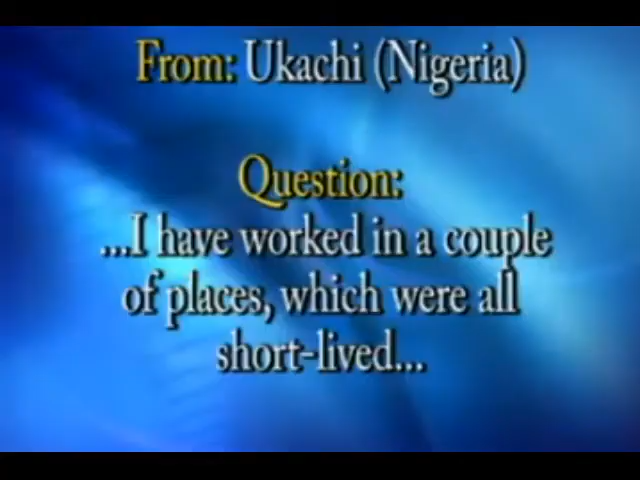 From: Ukachi (Nigeria)
Question:
...I have worked in a couple
of places, which were all
short-lived...